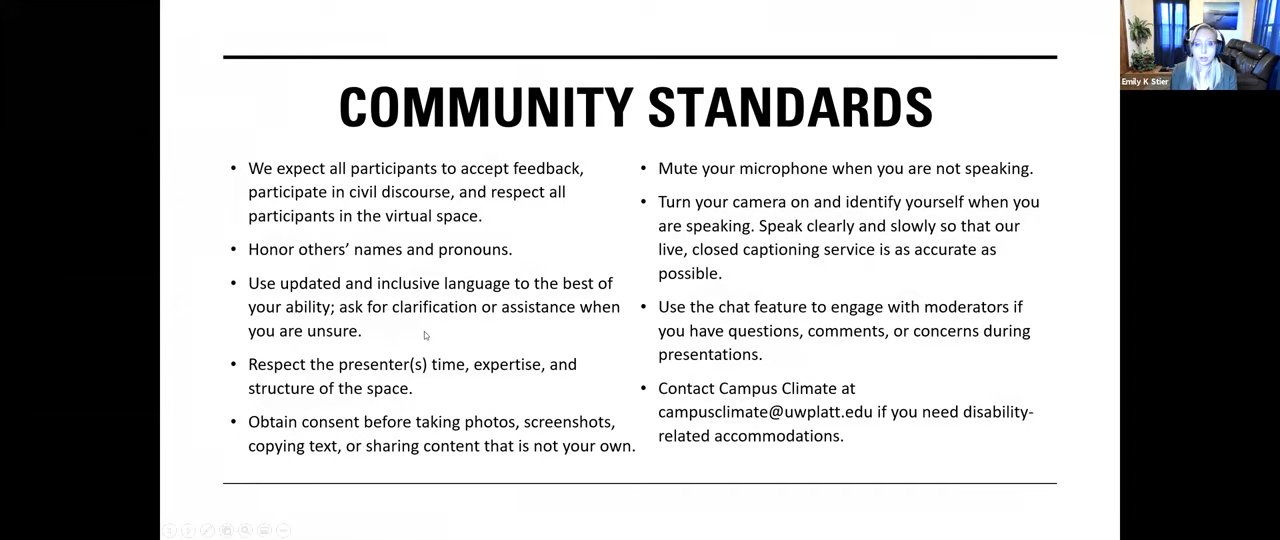 COMMUNITY STANDARDS
• We expect all participants to accept feedback,
participate in civil discourse, and respect all
participants in the virtual space.
• Honor others’ names and pronouns.
• Use updated and inclusive language to the best of
your ability; ask for clarification or assistance when
you are unsure.
• Respect the presenter(s) time, expertise, and
structure of the space.
• Obtain consent before taking photos, screenshots,
copying text, or sharing content that is not your own.
• Mute your microphone when you are not speaking.
• Turn your camera on and identify yourself when you
are speaking. Speak clearly and slowly so that our
live, closed captioning service is as accurate as
possible.
• Use the chat feature to engage with moderators if
you have questions, comments, or concerns during
presentations.
• Contact Campus Climate at
campusclimate@uwplatt.edu if you need disability-
related accommodations.
Emily K Stier